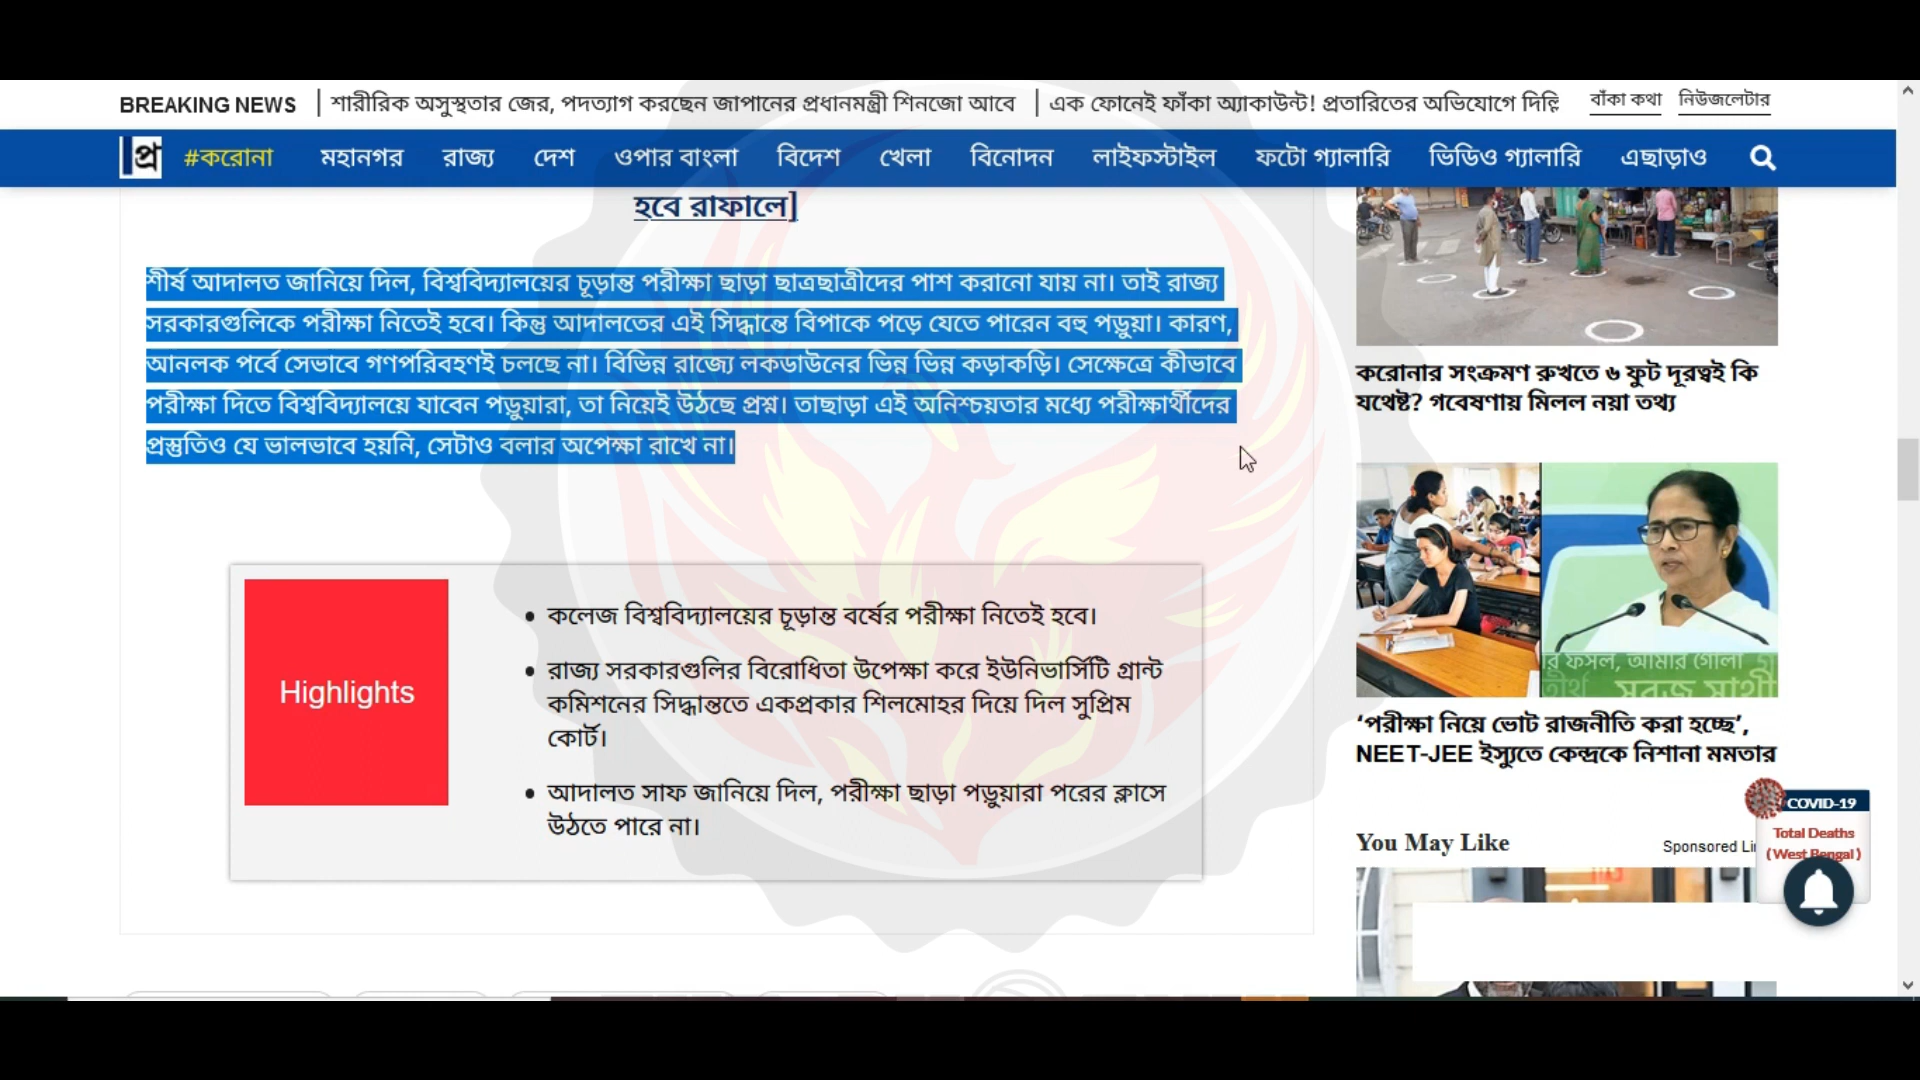 BREAKING NEWS
শারীরিক অসুস্থতার জের, পদত্যাগ করছেন জাপানের প্রধানমন্ত্রী শিনজো আবে
এক ফোনেই ফাঁকা অ্যাকাউন্ট! প্রতারিতের অভিযোগে দিল্লি
বাঁকা কথা
নিউজলেটার
প্র #করোনা মহানগর রাজ্য দেশ ওপার বাংলা বিদেশ খেলা বিনোদন লাইফস্টাইল ফটো গ্যালারি ভিডিও গ্যালারি এছাড়াও
হবে রাফালে]
শীর্ষ আদালত জানিয়ে দিল, বিশ্ববিদ্যালয়ের চূড়ান্ত পরীক্ষা ছাড়া ছাত্রছাত্রীদের পাশ করানো যায় না। তাই রাজ্য
সরকারগুলিকে পরীক্ষা নিতেই হবে। কিন্তু আদালতের এই সিদ্ধান্তে বিপাকে পড়ে যেতে পারেন বহু পড়ুয়া। কারণ,
আনলক পর্বে সেভাবে গণপরিবহণই চলছে না। বিভিন্ন রাজ্যে লকডাউনের ভিন্ন ভিন্ন কড়াকড়ি। সেক্ষেত্রে কীভাবে
পরীক্ষা দিতে বিশ্ববিদ্যালয়ে যাবেন পড়ুয়ারা, তা নিয়েই উঠছে প্রশ্ন। তাছাড়া এই অনিশ্চয়তার মধ্যে পরীক্ষার্থীদের
প্রস্তুতিও যে ভালভাবে হয়নি, সেটাও বলার অপেক্ষা রাখে না।
Highlights
কলেজ বিশ্ববিদ্যালয়ের চূড়ান্ত বর্ষের পরীক্ষা নিতেই হবে।
রাজ্য সরকারগুলির বিরোধিতা উপেক্ষা করে ইউনিভার্সিটি গ্রান্ট
কমিশনের সিদ্ধান্ততে একপ্রকার শিলমোহর দিয়ে দিল সুপ্রিম
কোর্ট।
আদালত সাফ জানিয়ে দিল, পরীক্ষা ছাড়া পড়ুয়ারা পরের ক্লাসে
উঠতে পারে না।
করোনার সংক্রমণ রুখতে ৬ ফুট দূরত্বই কি
যথেষ্ট? গবেষণায় মিলল নয়া তথ্য
র ফসল, আমার গোলা
সবুজ সাথী
‘পরীক্ষা নিয়ে ভোট রাজনীতি করা হচ্ছে’,
NEET-JEE ইস্যুতে কেন্দ্রকে নিশানা মমতার
COVID-19
Total Deaths
(West Bengal)
You May Like
Sponsored Li